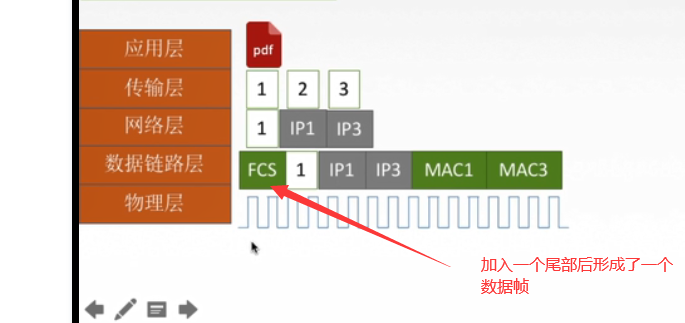 应用层 pdf
传输层 1 2 3
网络层 1 IP1 IP3
数据链路层 FCS 1 IP1 IP3 MAC1 MAC3
物理层
加入一个尾部后形成了一个
数据帧